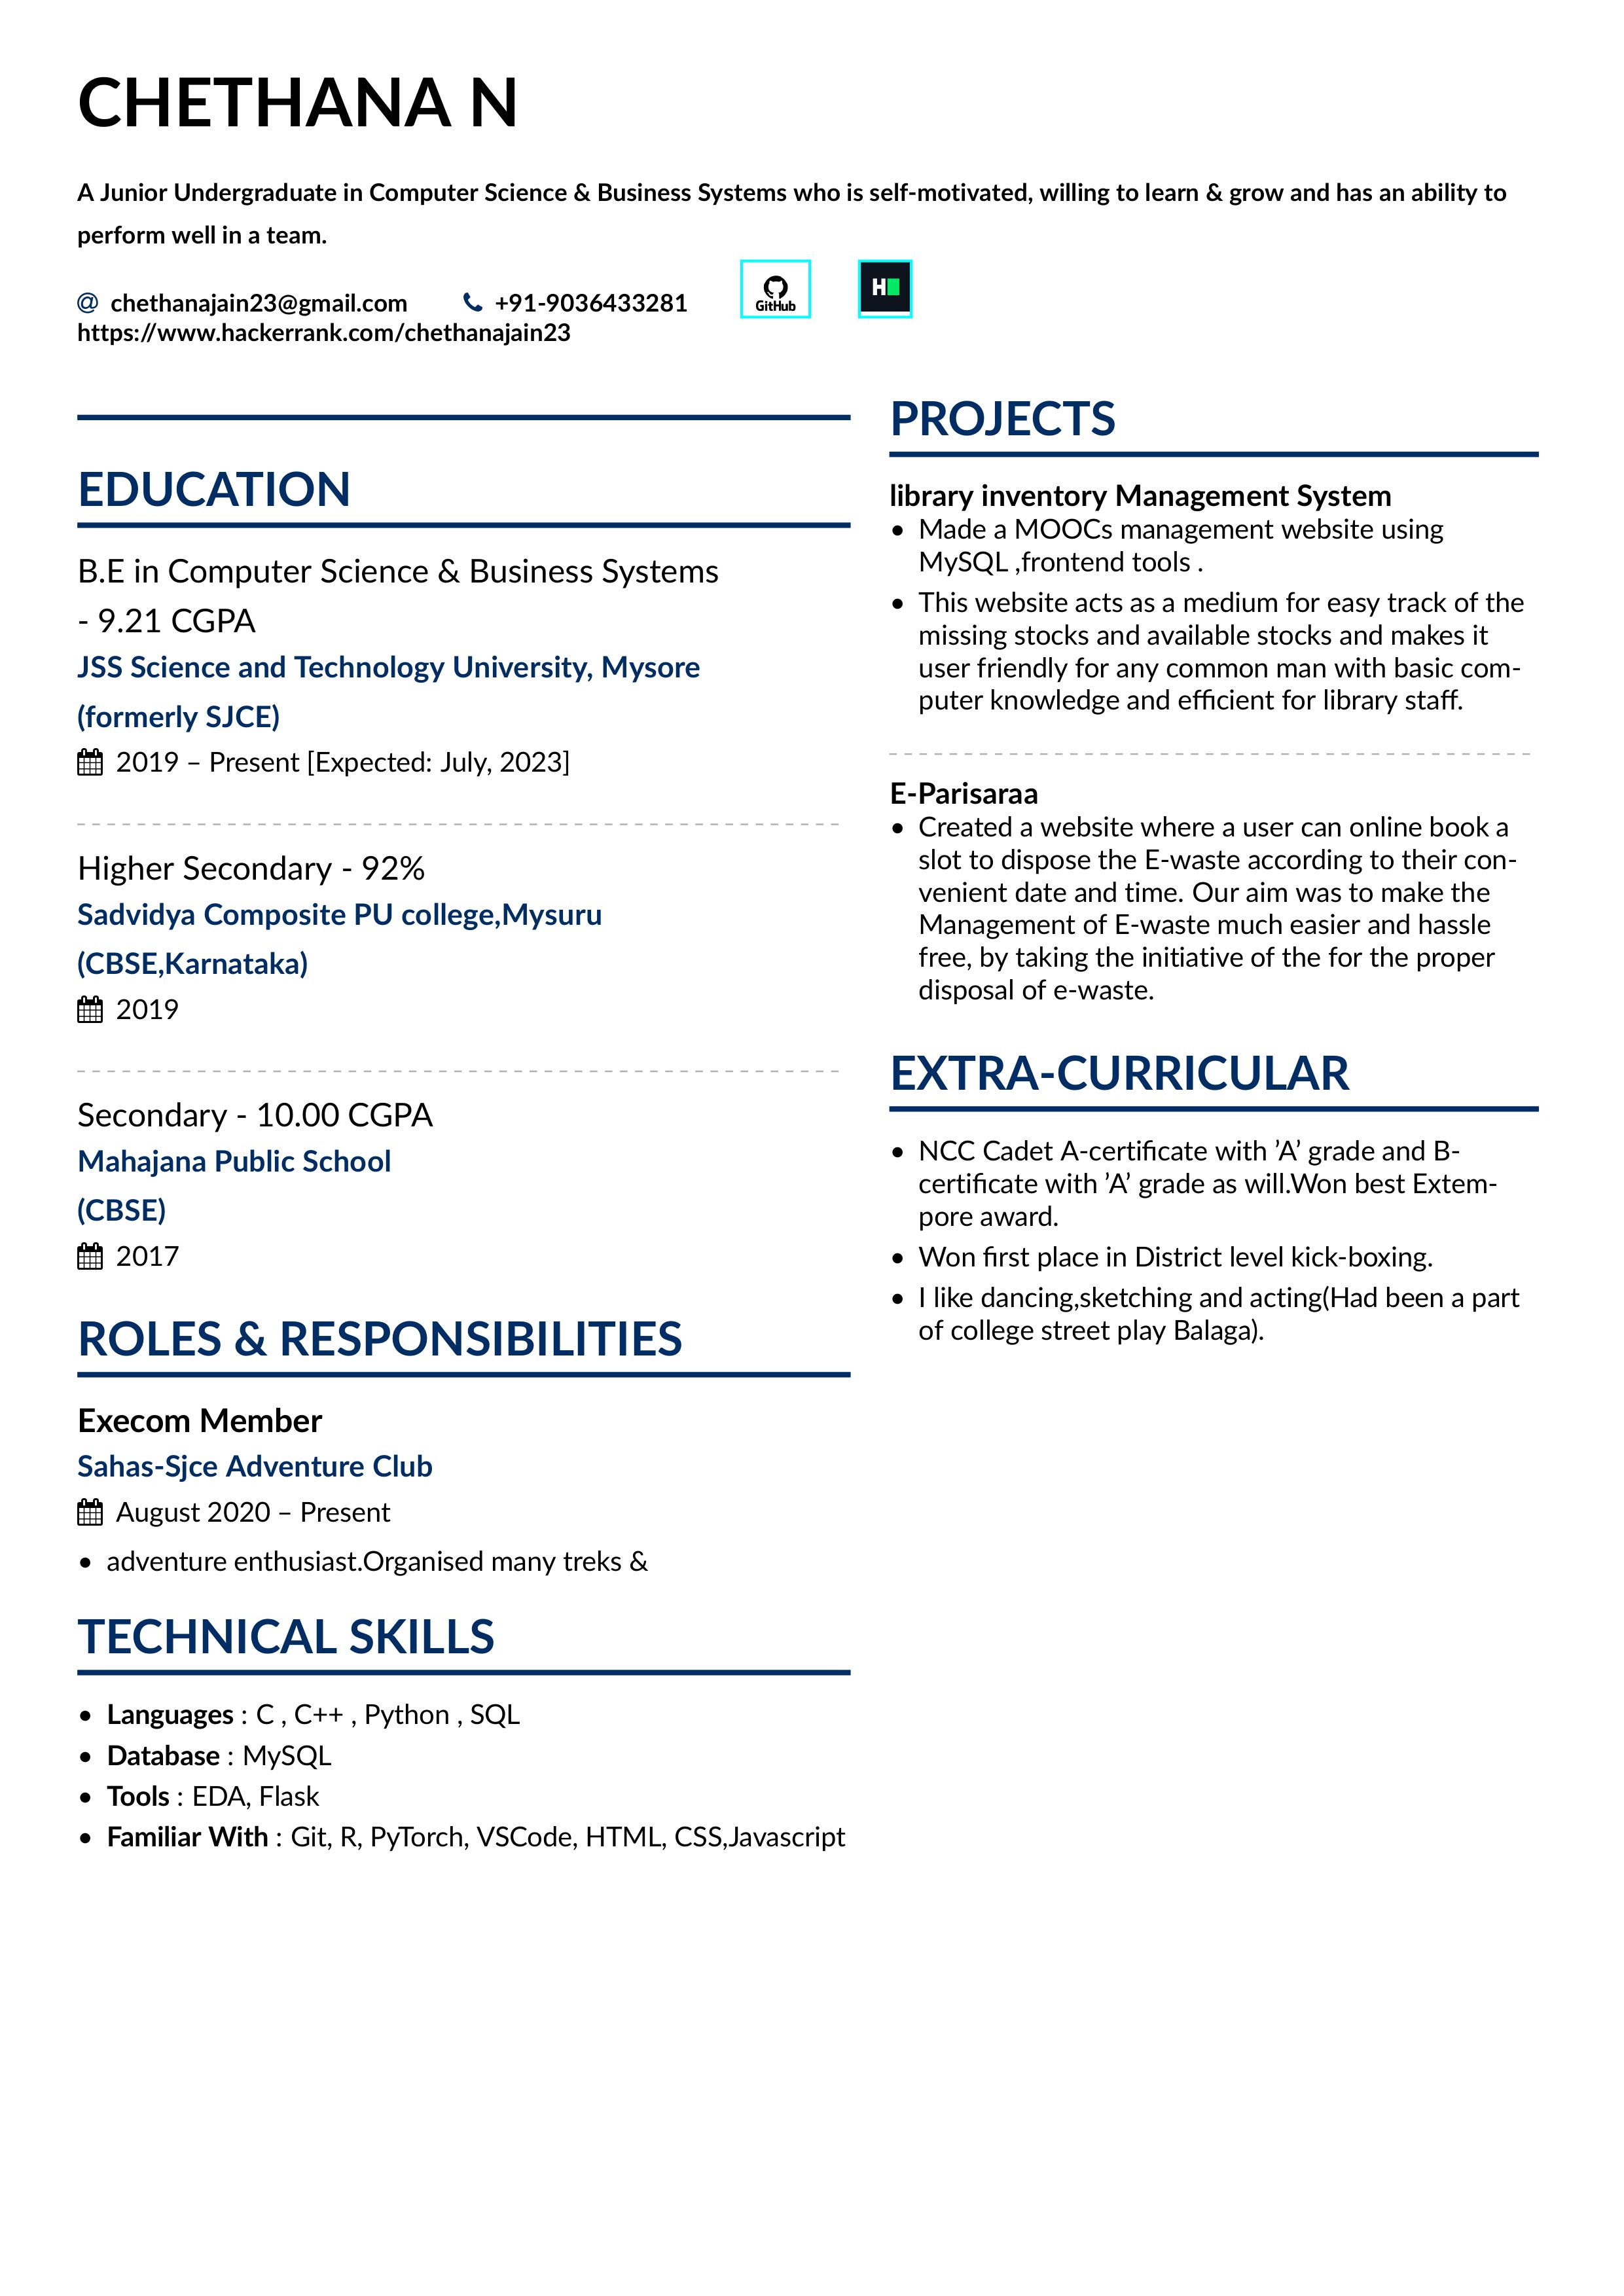 CHETHANA N
A Junior Undergraduate in Computer Science & Business Systems who is self-motivated, willing to learn & grow and has an ability to
perform well in a team.
@ chethanajain23@gmail.com +91-9036433281 GitHub H
https://www.hackerrank.com/chethanajain23
EDUCATION
B.E in Computer Science & Business Systems
- 9.21 CGPA
JSS Science and Technology University, Mysore
(formerly SJCE)
2019 – Present [Expected: July, 2023]
Higher Secondary - 92%
Sadvidya Composite PU college,Mysuru
(CBSE,Karnataka)
2019
Secondary - 10.00 CGPA
Mahajana Public School
(CBSE)
2017
ROLES & RESPONSIBILITIES
Execom Member
Sahas-Sjce Adventure Club
August 2020 – Present
• adventure enthusiast.Organised many treks &
TECHNICAL SKILLS
• Languages : C , C++ , Python , SQL
• Database : MySQL
• Tools : EDA, Flask
• Familiar With : Git, R, PyTorch, VSCode, HTML, CSS,Javascript
PROJECTS
library inventory Management System
• Made a MOOCs management website using
MySQL ,frontend tools .
• This website acts as a medium for easy track of the
missing stocks and available stocks and makes it
user friendly for any common man with basic com-
puter knowledge and efficient for library staff.
E-Parisaraa
• Created a website where a user can online book a
slot to dispose the E-waste according to their con-
venient date and time. Our aim was to make the
Management of E-waste much easier and hassle
free, by taking the initiative of the for the proper
disposal of e-waste.
EXTRA-CURRICULAR
• NCC Cadet A-certificate with ’A’ grade and B-
certificate with ’A’ grade as will.Won best Extem-
pore award.
• Won first place in District level kick-boxing.
• I like dancing,sketching and acting(Had been a part
of college street play Balaga).